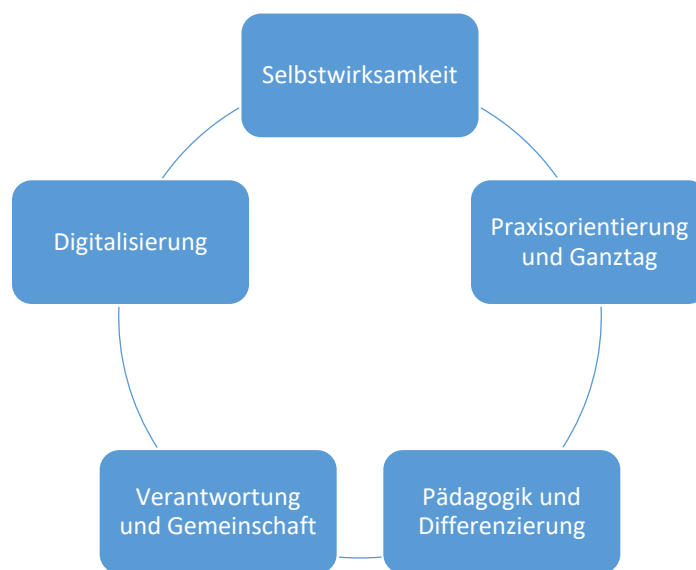 Selbstwirksamkeit
Praxisorientierung
und Ganztag
Pädagogik und
Differenzierung
Verantwortung
und Gemeinschaft
Digitalisierung